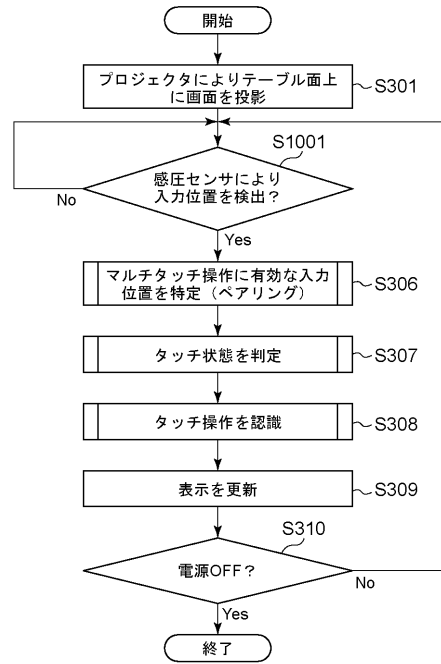 開始
プロジェクタによりテーブル面上
に画面を投影
S301
S1001
感圧センサにより
入力位置を検出？
No
Yes
マルチタッチ操作に有効な入力
位置を特定（ペアリング）
S306
タッチ状態を判定
S307
タッチ操作を認識
S308
表示を更新
S309
S310
電源OFF？
No
Yes
終了